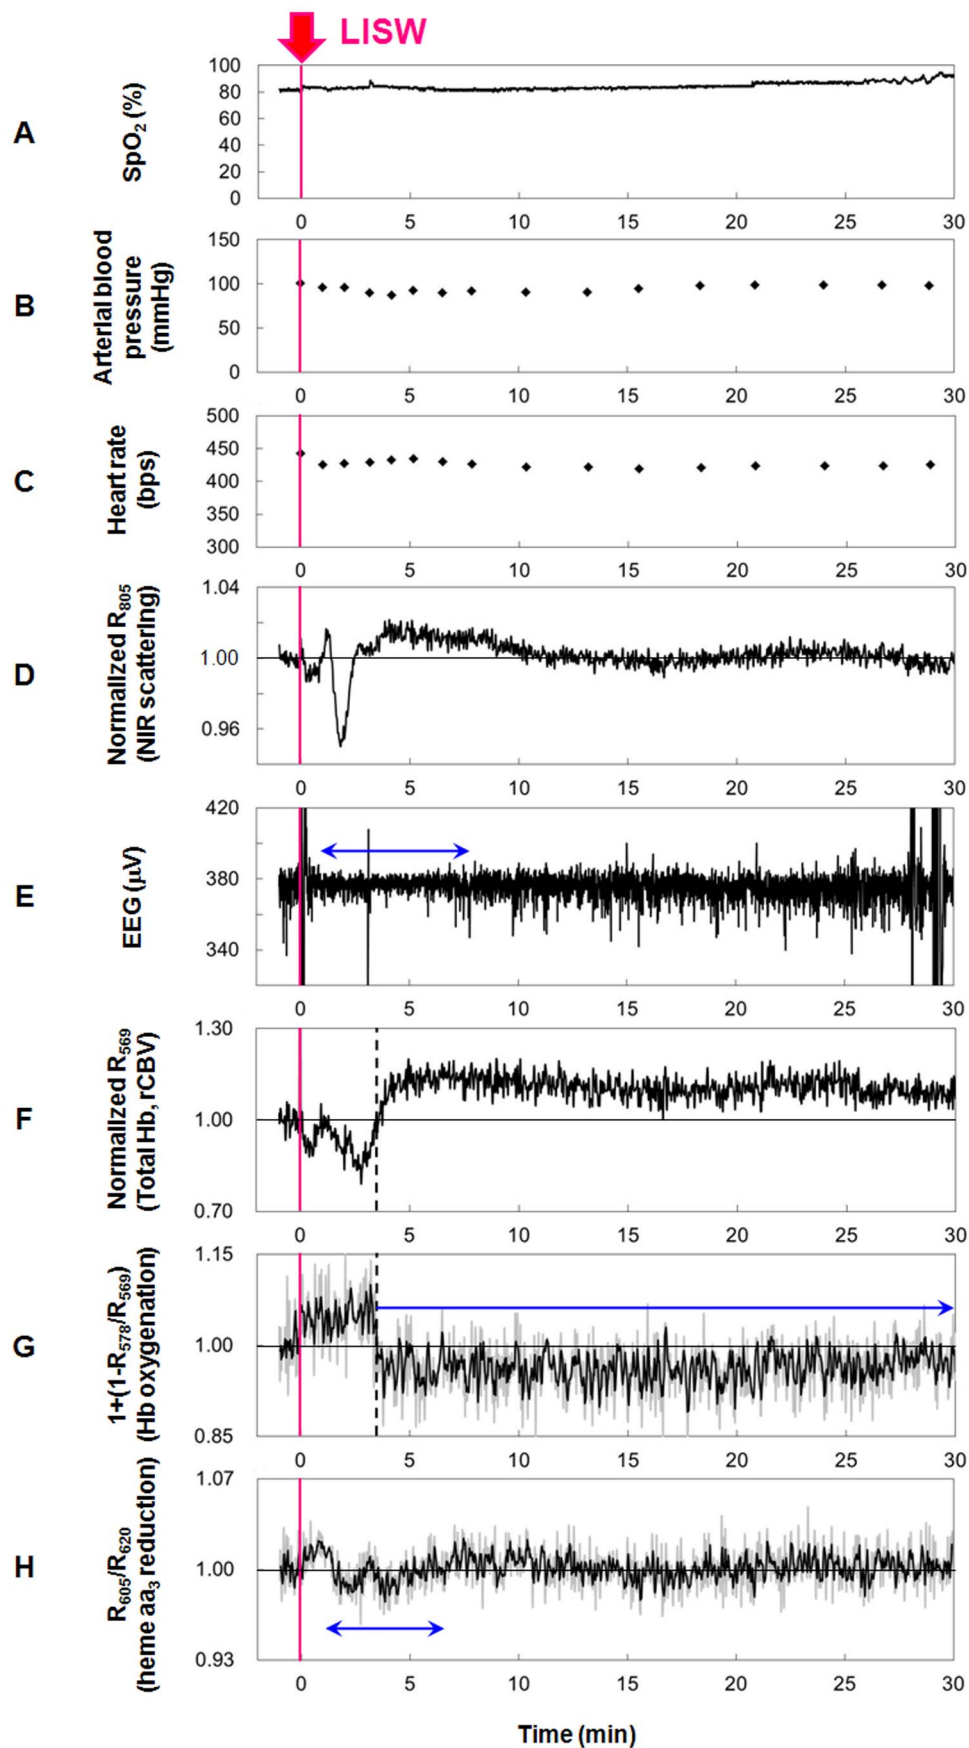 LISW
A
SpO2 (%)
100
80
60
40
20
0
0 5 10 15 20 25 30
B
Arterial blood
pressure
(mmHg)
150
100
50
0
0 5 10 15 20 25 30
C
Heart rate
(bps)
500
450
400
350
300
0 5 10 15 20 25 30
D
Normalized R805
(NIR scattering)
1.04
1.00
0.96
0 5 10 15 20 25 30
E
EEG (μV)
420
380
340
0 5 10 15 20 25 30
F
Normalized R569
(Total Hb, rCBV)
1.30
1.00
0.70
0 5 10 15 20 25 30
G
1+(1-R578/R569)
(Hb oxygenation)
1.15
1.00
0.85
0 5 10 15 20 25 30
H
R605/R620
(heme aa3 reduction)
1.07
1.00
0.93
0 5 10 15 20 25 30
Time (min)